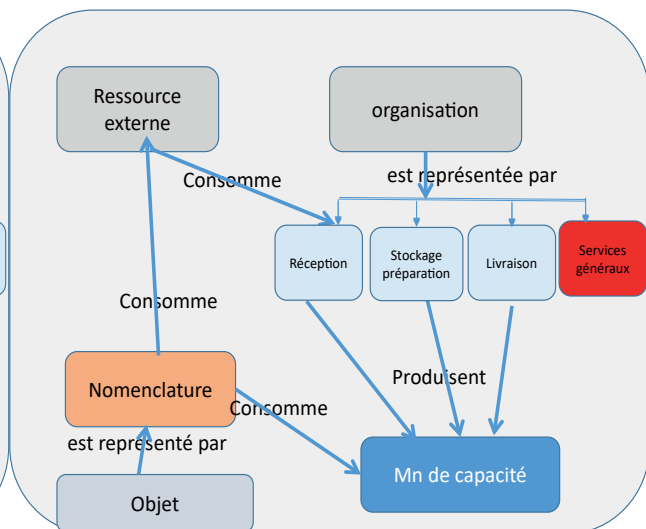 Ressource
externe
organisation
Consomme
est représentée par
Réception
Stockage
préparation
Livraison
Services
généraux
Consomme
Nomenclature
Produisent
Consomme
est représenté par
Mn de capacité
Objet